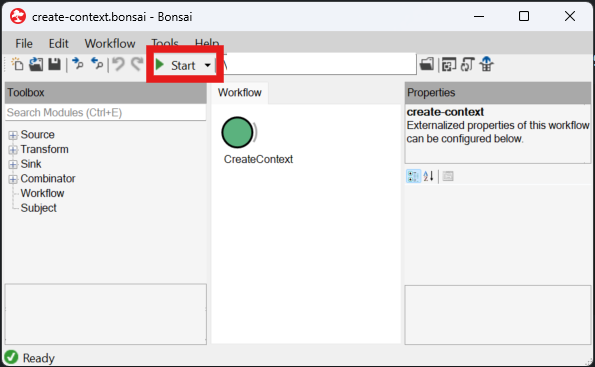 create-context.bonsai - Bonsai
File Edit Workflow Tools Help
Start \
Toolbox
Search Modules (Ctrl+E)
Source
Transform
Sink
Combinator
Workflow
Subject
Workflow
CreateContext
Properties
create-context
Externalized properties of this workflow
can be configured below.
Ready